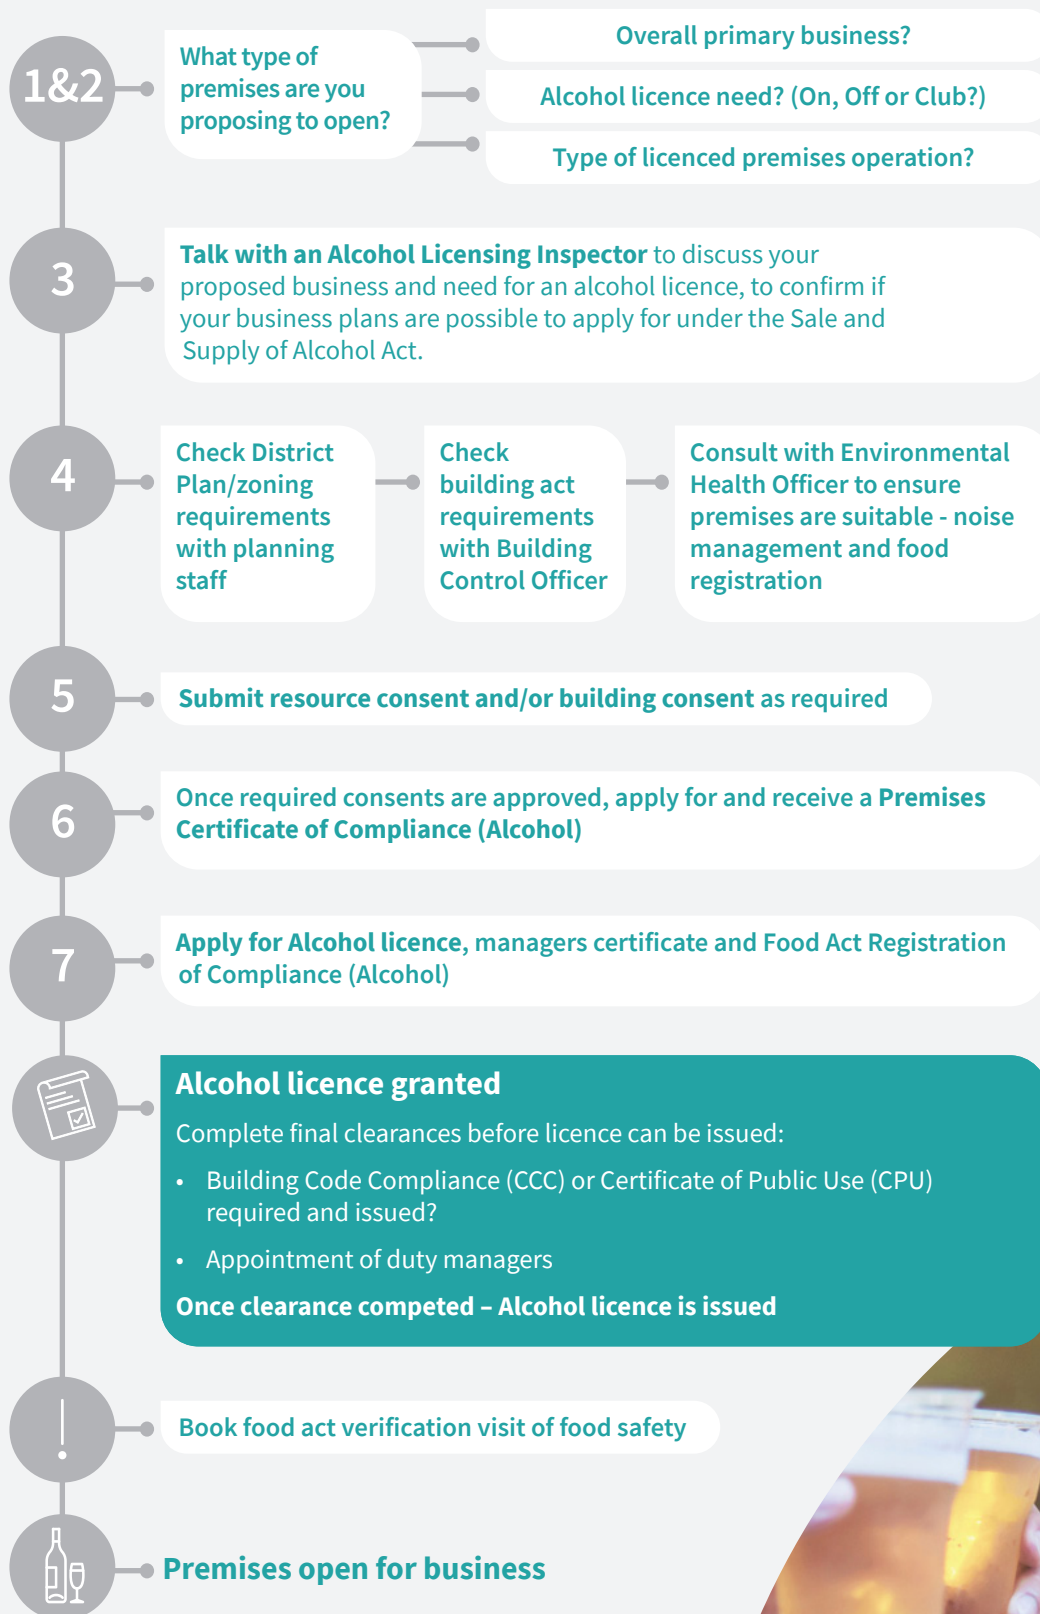 1&2
What type of
premises are you
proposing to open?
Overall primary business?
Alcohol licence need? (On, Off or Club?)
Type of licenced premises operation?
3
Talk with an Alcohol Licensing Inspector to discuss your
proposed business and need for an alcohol licence, to confirm if
your business plans are possible to apply for under the Sale and
Supply of Alcohol Act.
4
Check District
Plan/zoning
requirements
with planning
staff
Check
building act
requirements
with Building
Control Officer
Consult with Environmental
Health Officer to ensure
premises are suitable - noise
management and food
registration
5
Submit resource consent and/or building consent as required
6
Once required consents are approved, apply for and receive a Premises
Certificate of Compliance (Alcohol)
7
Apply for Alcohol licence, managers certificate and Food Act Registration
of Compliance (Alcohol)
Alcohol licence granted
Complete final clearances before licence can be issued:
• Building Code Compliance (CCC) or Certificate of Public Use (CPU)
required and issued?
• Appointment of duty managers
Once clearance competed – Alcohol licence is issued
!
Book food act verification visit of food safety
Premises open for business